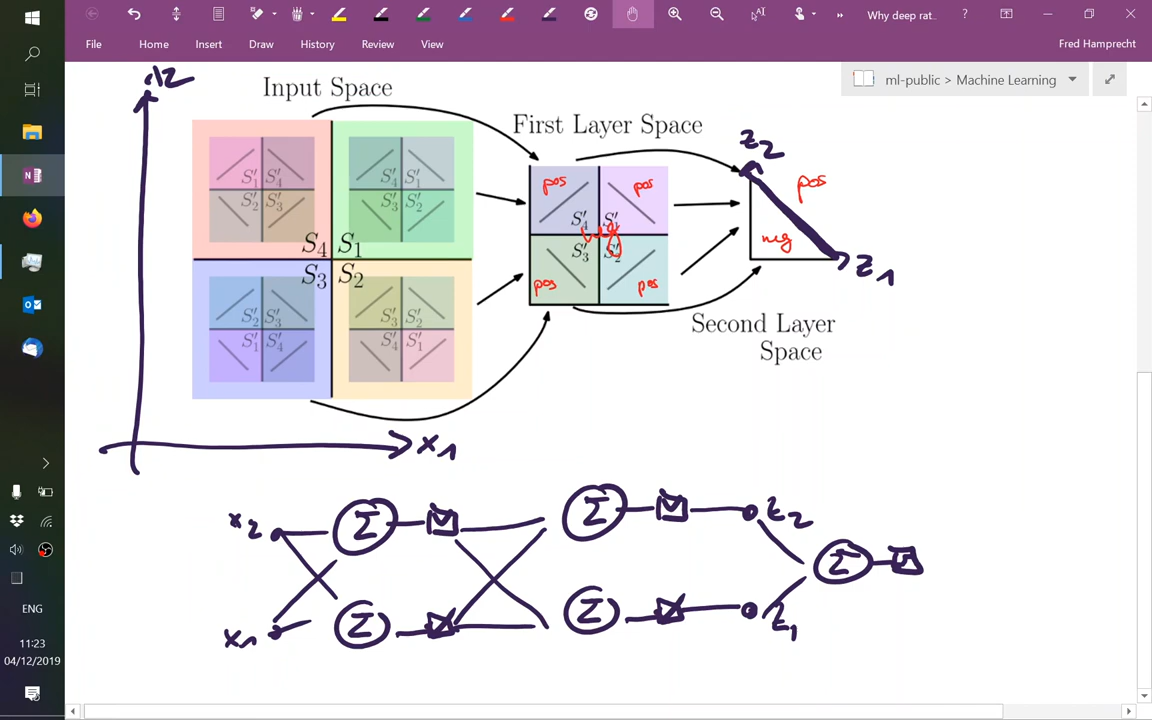 Why deep rat...
?
Fred Hamprecht
File Home Insert Draw History Review View
ml-public > Machine Learning
Input Space
First Layer Space
Second Layer
Space
S'1 S'4
S'2 S'3
S'4 S'1
S'3 S'2
S4 S1
S3 S2
S'2 S'3
S'1 S'4
S'3 S'2
S'4 S'1
pos pos
S'4 S'1
neg
S'3 S'2
pos pos
z2
pos
neg
z1
x1
x2 Σ Σ z2
Σ
x1 Σ Σ z1
ENG
11:23
04/12/2019